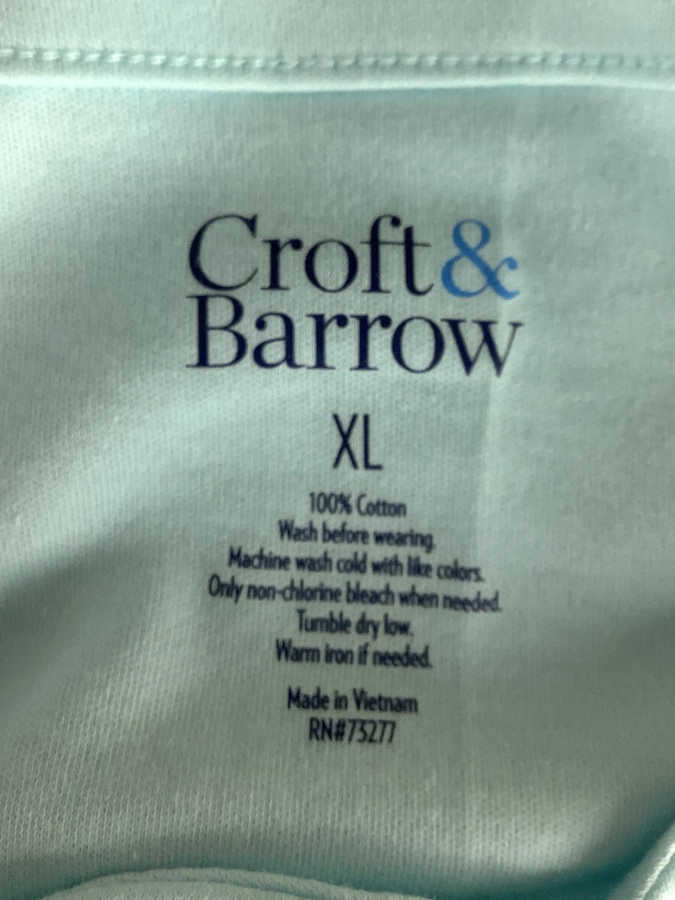 Croft &
Barrow
XL
100% Cotton
Wash before wearing.
Machine wash cold with like colors.
Only non-chlorine bleach when needed.
Tumble dry low.
Warm iron if needed.
Made in Vietnam
RN#73277